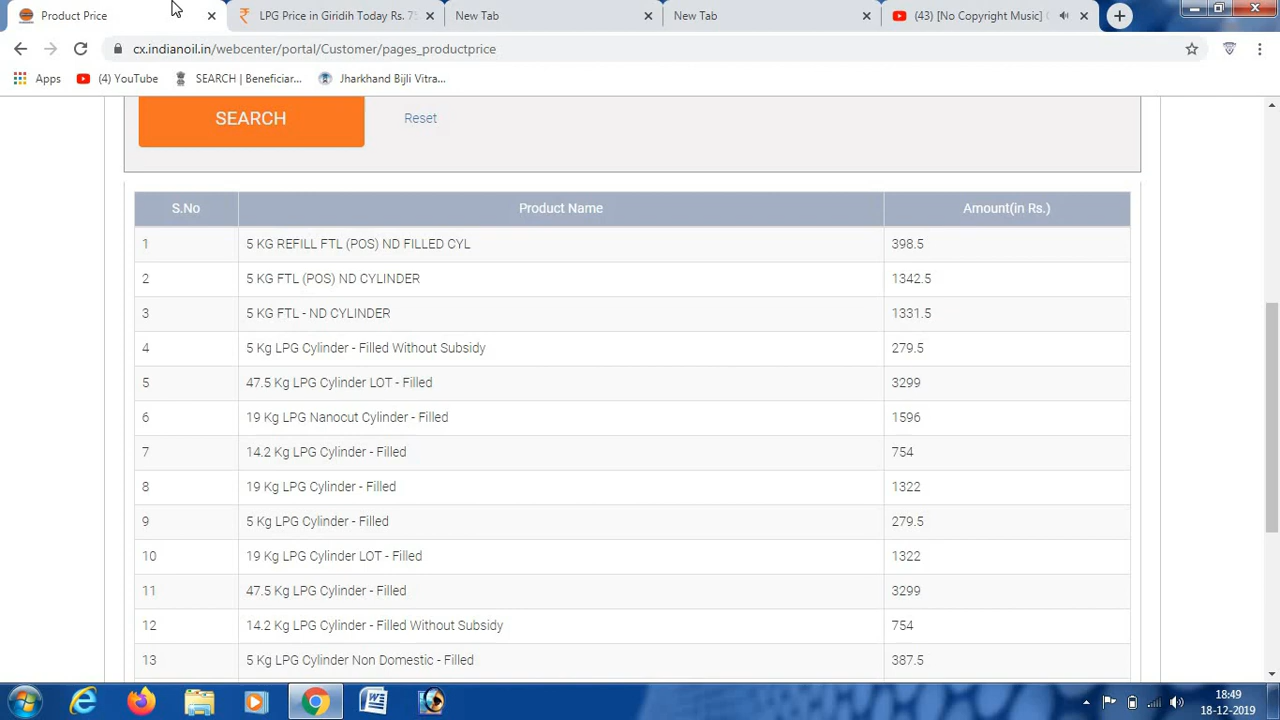 Product Price
LPG Price in Giridih Today Rs. 75
New Tab
New Tab
(43) [No Copyright Music]
cx.indianoil.in/webcenter/portal/Customer/pages_productprice
Apps
(4) YouTube
SEARCH | Beneficiar...
Jharkhand Bijli Vitra...
SEARCH
Reset
S.No Product Name Amount(in Rs.)
1 5 KG REFILL FTL (POS) ND FILLED CYL 398.5
2 5 KG FTL (POS) ND CYLINDER 1342.5
3 5 KG FTL - ND CYLINDER 1331.5
4 5 Kg LPG Cylinder - Filled Without Subsidy 279.5
5 47.5 Kg LPG Cylinder LOT - Filled 3299
6 19 Kg LPG Nanocut Cylinder - Filled 1596
7 14.2 Kg LPG Cylinder - Filled 754
8 19 Kg LPG Cylinder - Filled 1322
9 5 Kg LPG Cylinder - Filled 279.5
10 19 Kg LPG Cylinder LOT - Filled 1322
11 47.5 Kg LPG Cylinder - Filled 3299
12 14.2 Kg LPG Cylinder - Filled Without Subsidy 754
13 5 Kg LPG Cylinder Non Domestic - Filled 387.5
18:49
18-12-2019